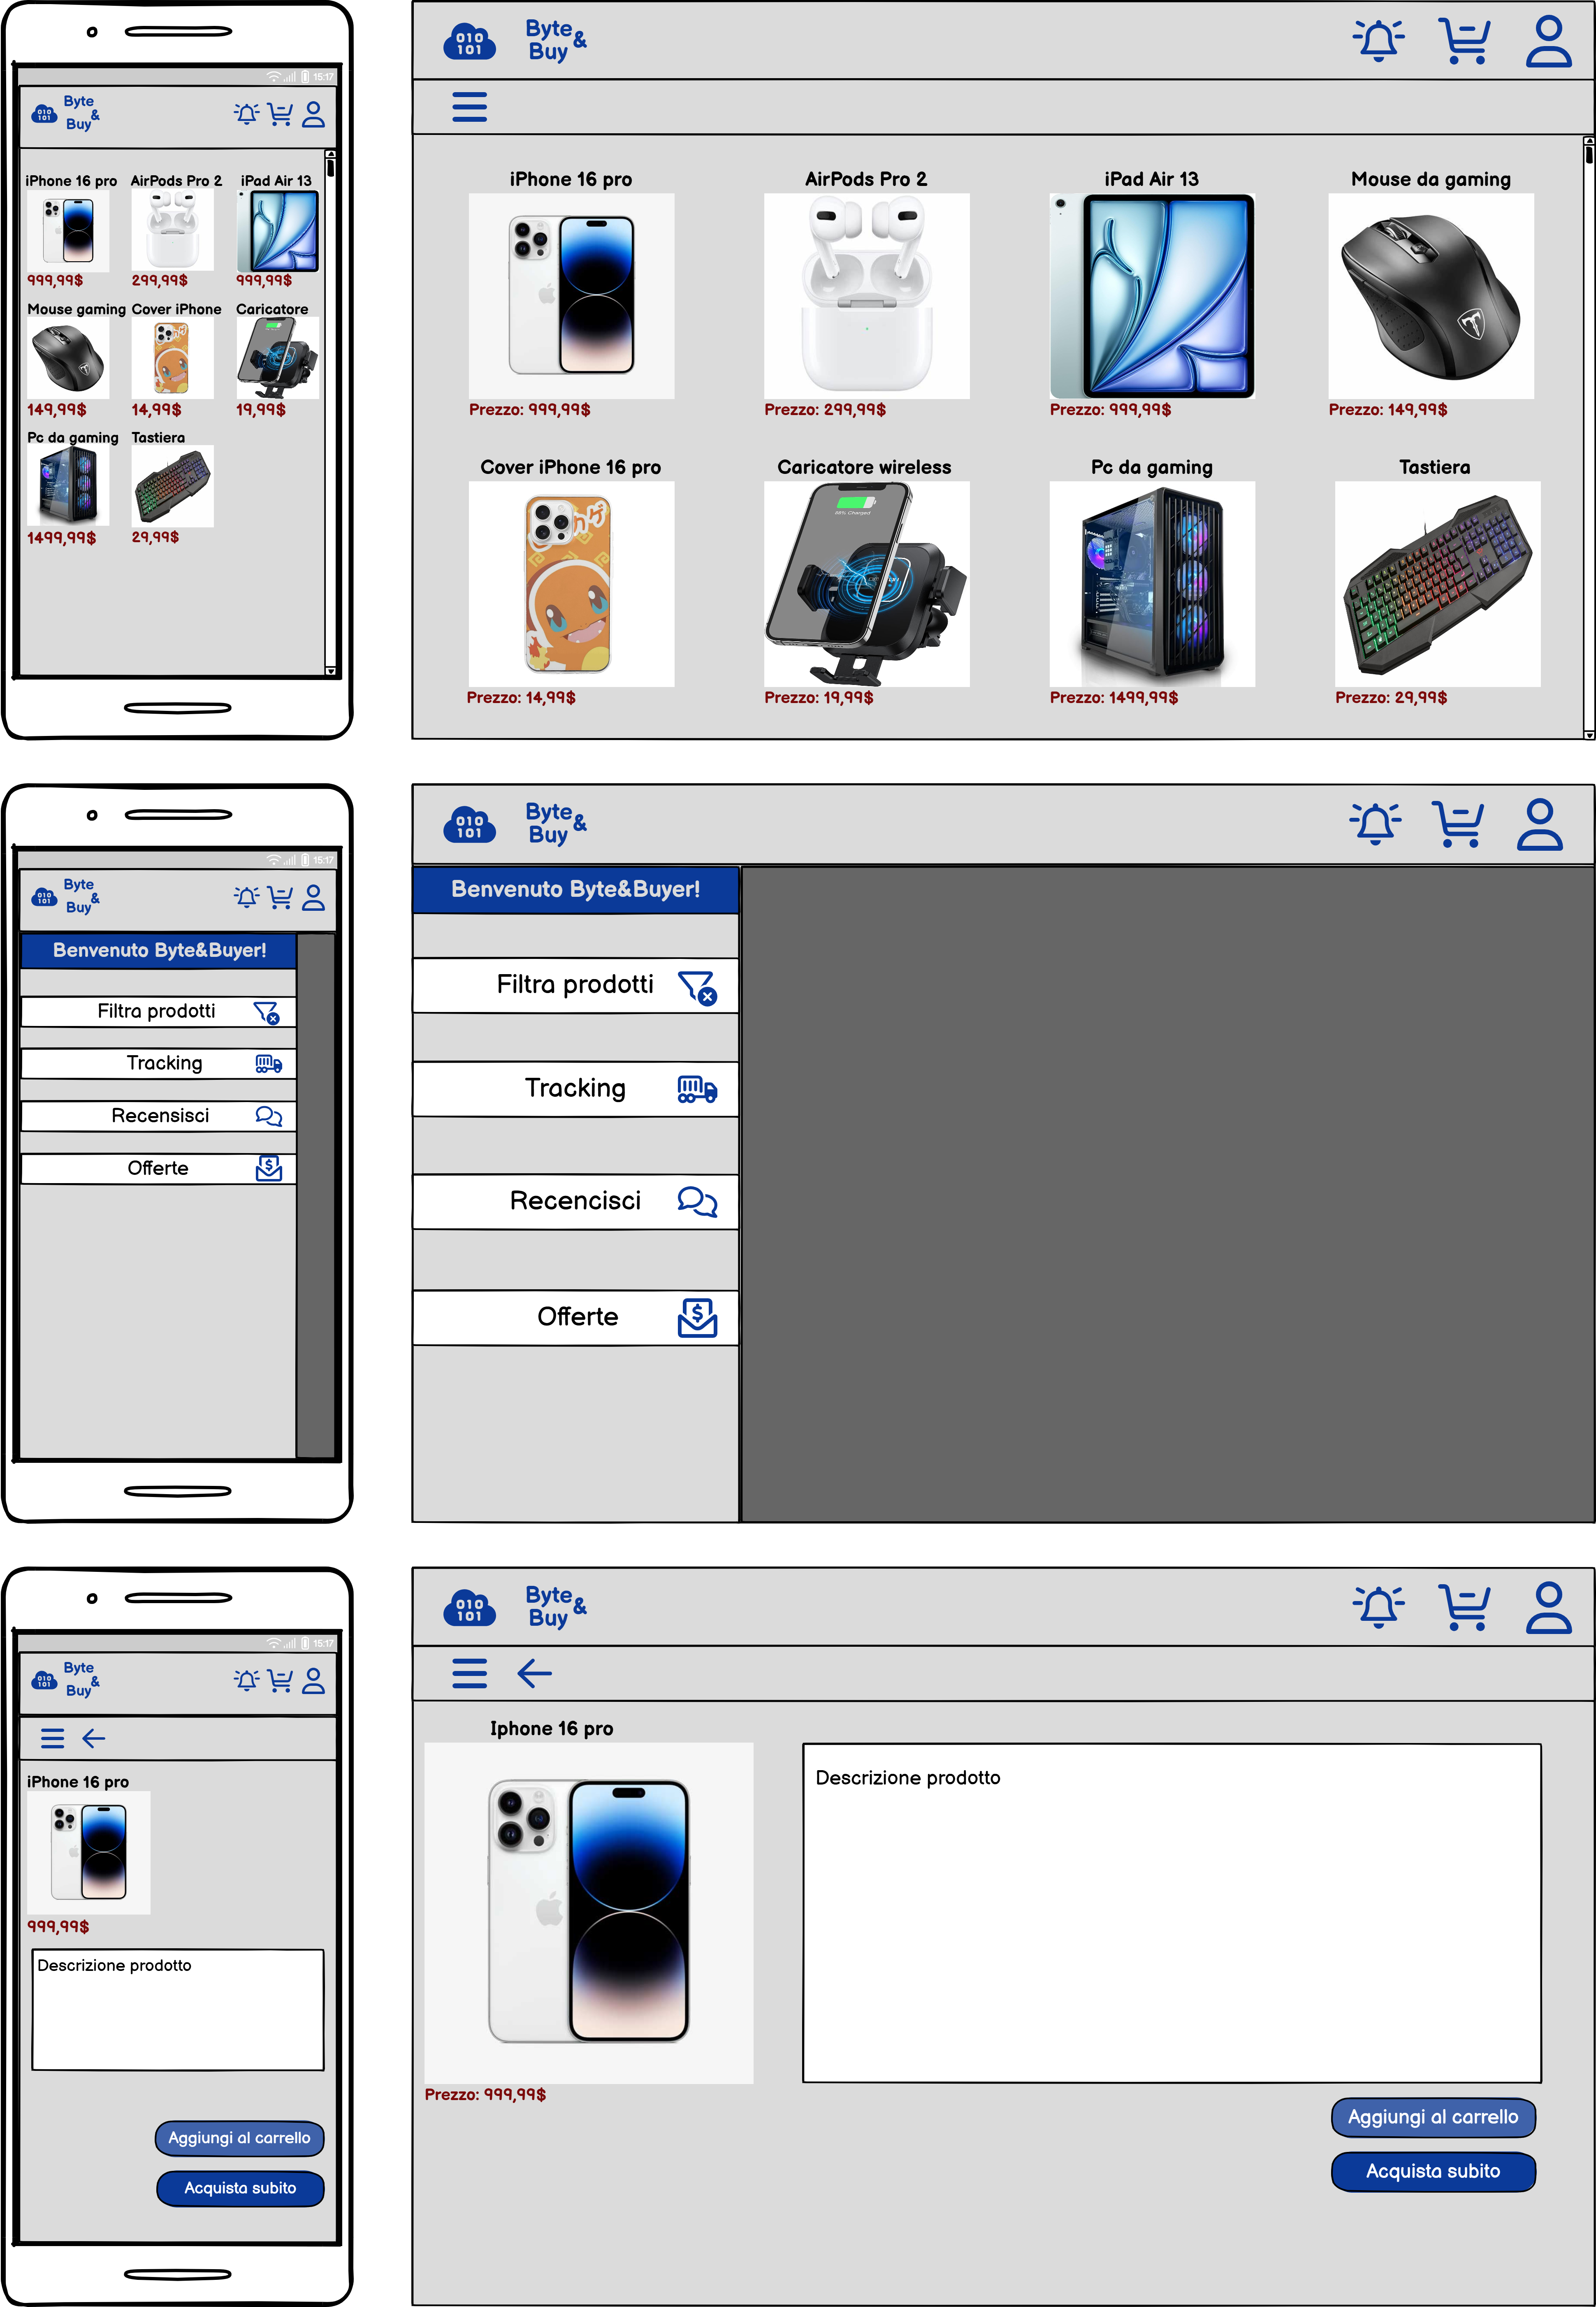 15:17
010
101
Byte
&
Buy
iPhone 16 pro
AirPods Pro 2
iPad Air 13
999,99$
299,99$
999,99$
Mouse gaming
Cover iPhone
Caricatore
149,99$
14,99$
19,99$
Pc da gaming
Tastiera
1499,99$
29,99$
010
101
Byte
&
Buy
iPhone 16 pro
AirPods Pro 2
iPad Air 13
Mouse da gaming
Prezzo: 999,99$
Prezzo: 299,99$
Prezzo: 999,99$
Prezzo: 149,99$
Cover iPhone 16 pro
Caricatore wireless
Pc da gaming
Tastiera
Prezzo: 14,99$
Prezzo: 19,99$
Prezzo: 1499,99$
Prezzo: 29,99$
15:17
010
101
Byte
&
Buy
Benvenuto Byte&Buyer!
Filtra prodotti
Tracking
Recensisci
Offerte
010
101
Byte
&
Buy
Benvenuto Byte&Buyer!
Filtra prodotti
Tracking
Recencisci
Offerte
15:17
010
101
Byte
&
Buy
iPhone 16 pro
999,99$
Descrizione prodotto
Aggiungi al carrello
Acquista subito
010
101
Byte
&
Buy
Iphone 16 pro
Descrizione prodotto
Prezzo: 999,99$
Aggiungi al carrello
Acquista subito